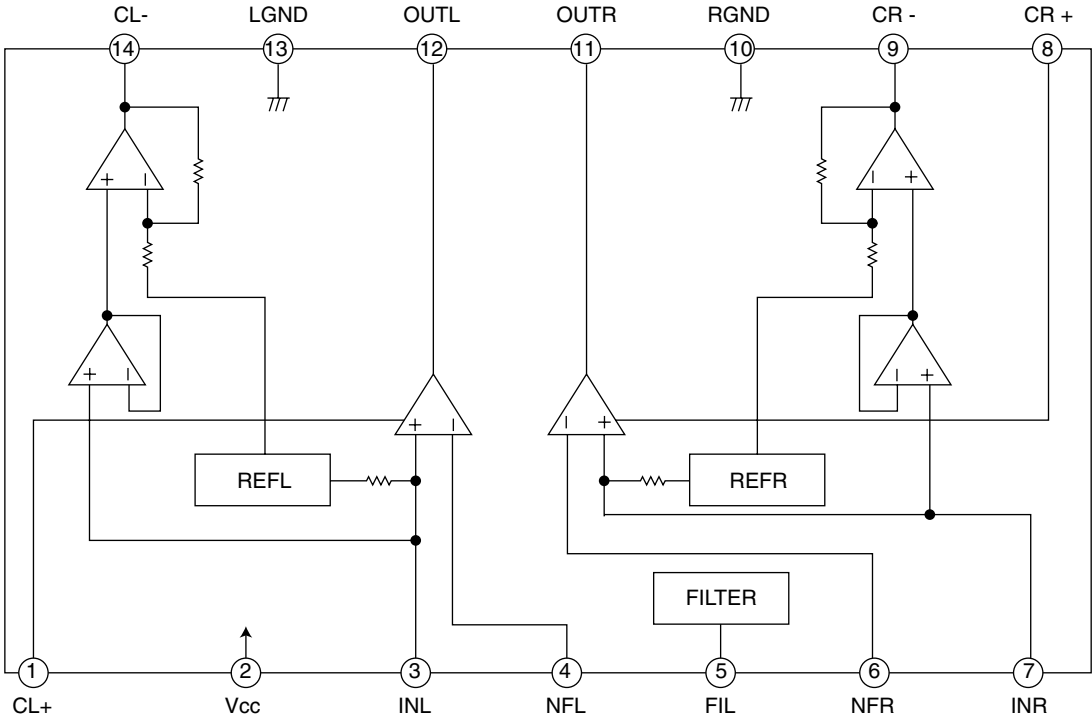 CL- LGND OUTL OUTR RGND CR - CR +
14 13 12 11 10 9 8
+ − − +
+ − − +
+ − − +
REFL REFR
FILTER
1 2 3 4 5 6 7
CL+ Vcc INL NFL FIL NFR INR